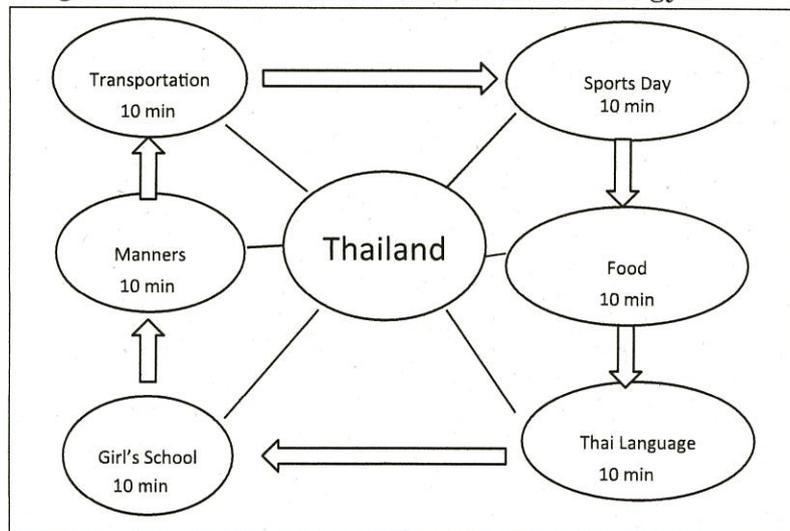 Transportation
10 min
Sports Day
10 min
Thailand
Manners
10 min
Food
10 min
Girl's School
10 min
Thai Language
10 min